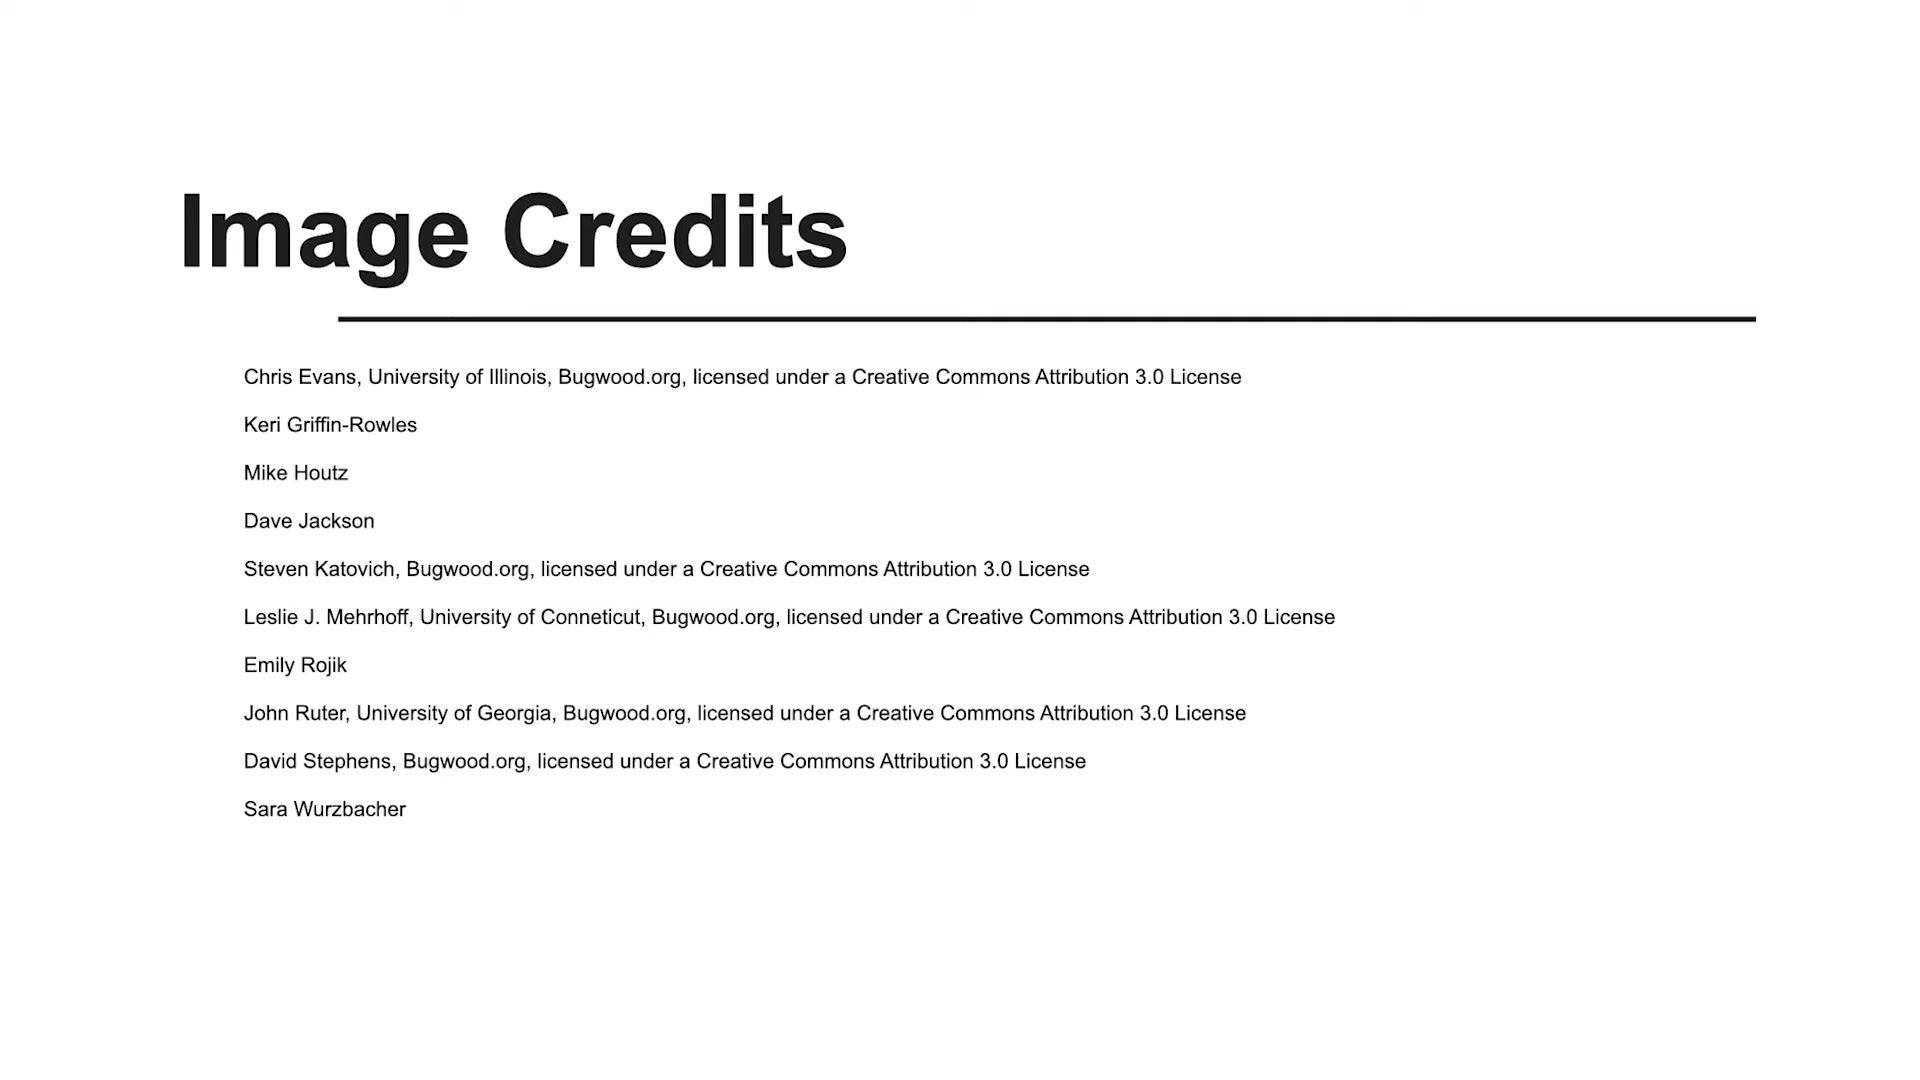 Image Credits
Chris Evans, University of Illinois, Bugwood.org, licensed under a Creative Commons Attribution 3.0 License
Keri Griffin-Rowles
Mike Houtz
Dave Jackson
Steven Katovich, Bugwood.org, licensed under a Creative Commons Attribution 3.0 License
Leslie J. Mehrhoff, University of Conneticut, Bugwood.org, licensed under a Creative Commons Attribution 3.0 License
Emily Rojik
John Ruter, University of Georgia, Bugwood.org, licensed under a Creative Commons Attribution 3.0 License
David Stephens, Bugwood.org, licensed under a Creative Commons Attribution 3.0 License
Sara Wurzbacher